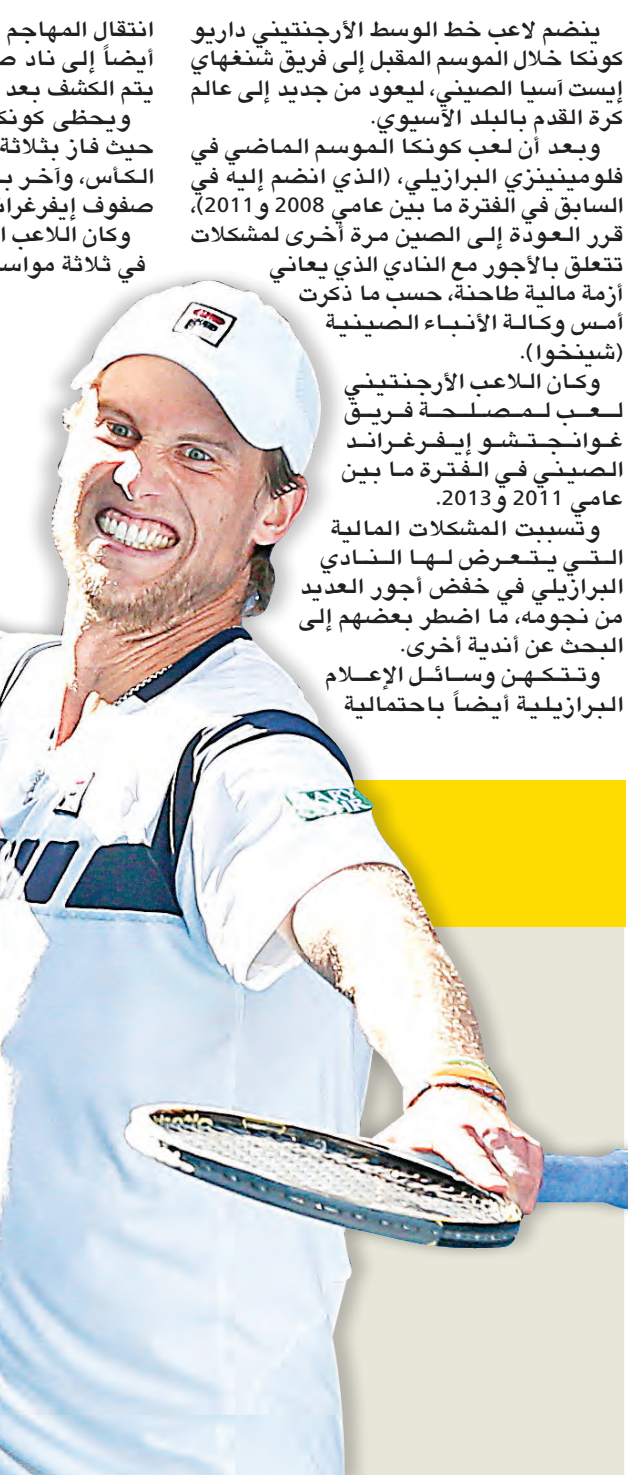 ينضم لاعب خط الوسط الأرجنتيني داريو
كونكا خلال الموسم المقبل إلى فريق شنغهاي
إيست آسيا الصيني، ليعود من جديد إلى عالم
كرة القدم بالبلد الآسيوي.
وبعد أن لعب كونكا الموسم الماضي في
فلومينينزي البرازيلي، (الذي انضم إليه في
السابق في الفترة ما بين عامي 2008 و2011)،
قرر العودة إلى الصين مرة أخرى لمشكلات
تتعلق بالأجور مع النادي الذي يعاني
أزمة مالية طاحنة، حسب ما ذكرت
أمس وكالة الأنباء الصينية
(شينخوا).
وكان اللاعب الأرجنتيني
لعب لمصلحة فريق
غوانجتشو إيفرغراند
الصيني في الفترة ما بين
عامي 2011 و2013.
وتسببت المشكلات المالية
التي يتعرض لها النادي
البرازيلي في خفض أجور العديد
من نجومه، ما اضطر بعضهم إلى
البحث عن أندية أخرى.
وتتكهن وسائل الإعلام
البرازيلية أيضاً باحتمالية
انتقال المهاجم
أيضاً إلى ناد
يتم الكشف بعد
ويحظى
حيث فاز بثلاثة
الكأس، وآخر
صفوف
وكان اللاعب
في ثلاثة